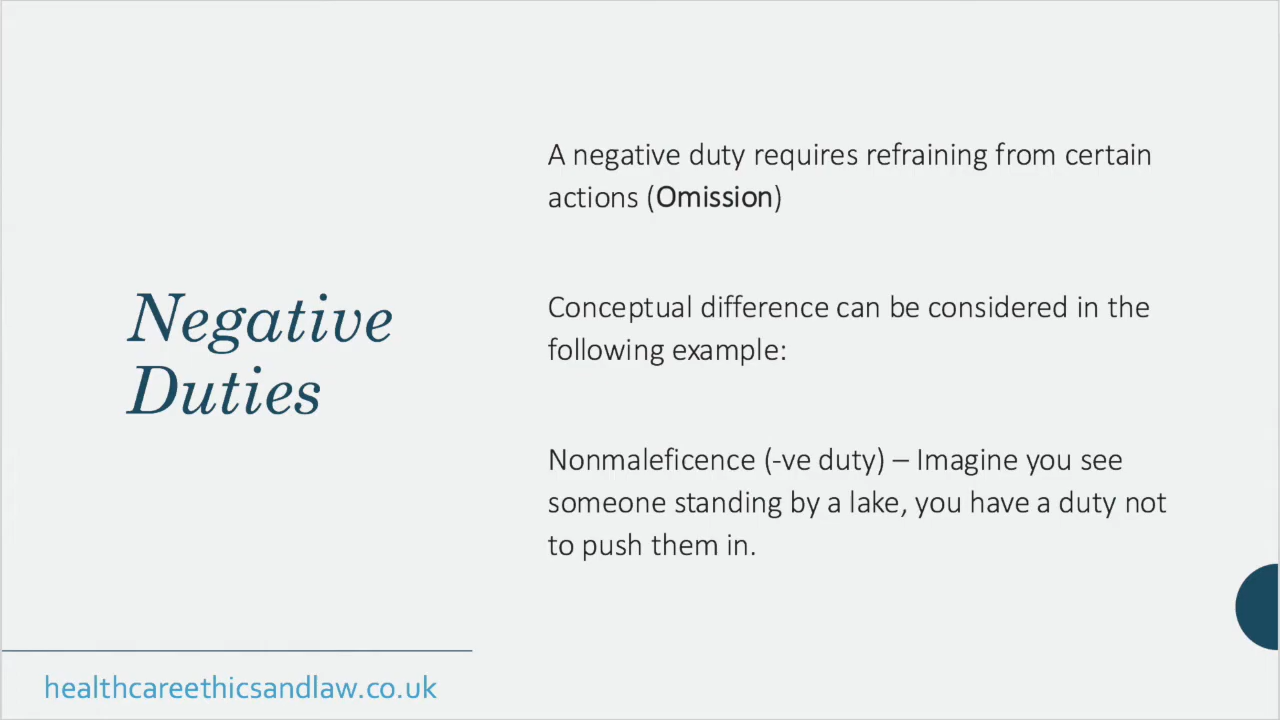 Negative
Duties
A negative duty requires refraining from certain
actions (Omission)
Conceptual difference can be considered in the
following example:
Nonmaleficence (-ve duty) – Imagine you see
someone standing by a lake, you have a duty not
to push them in.
healthcareethicsandlaw.co.uk